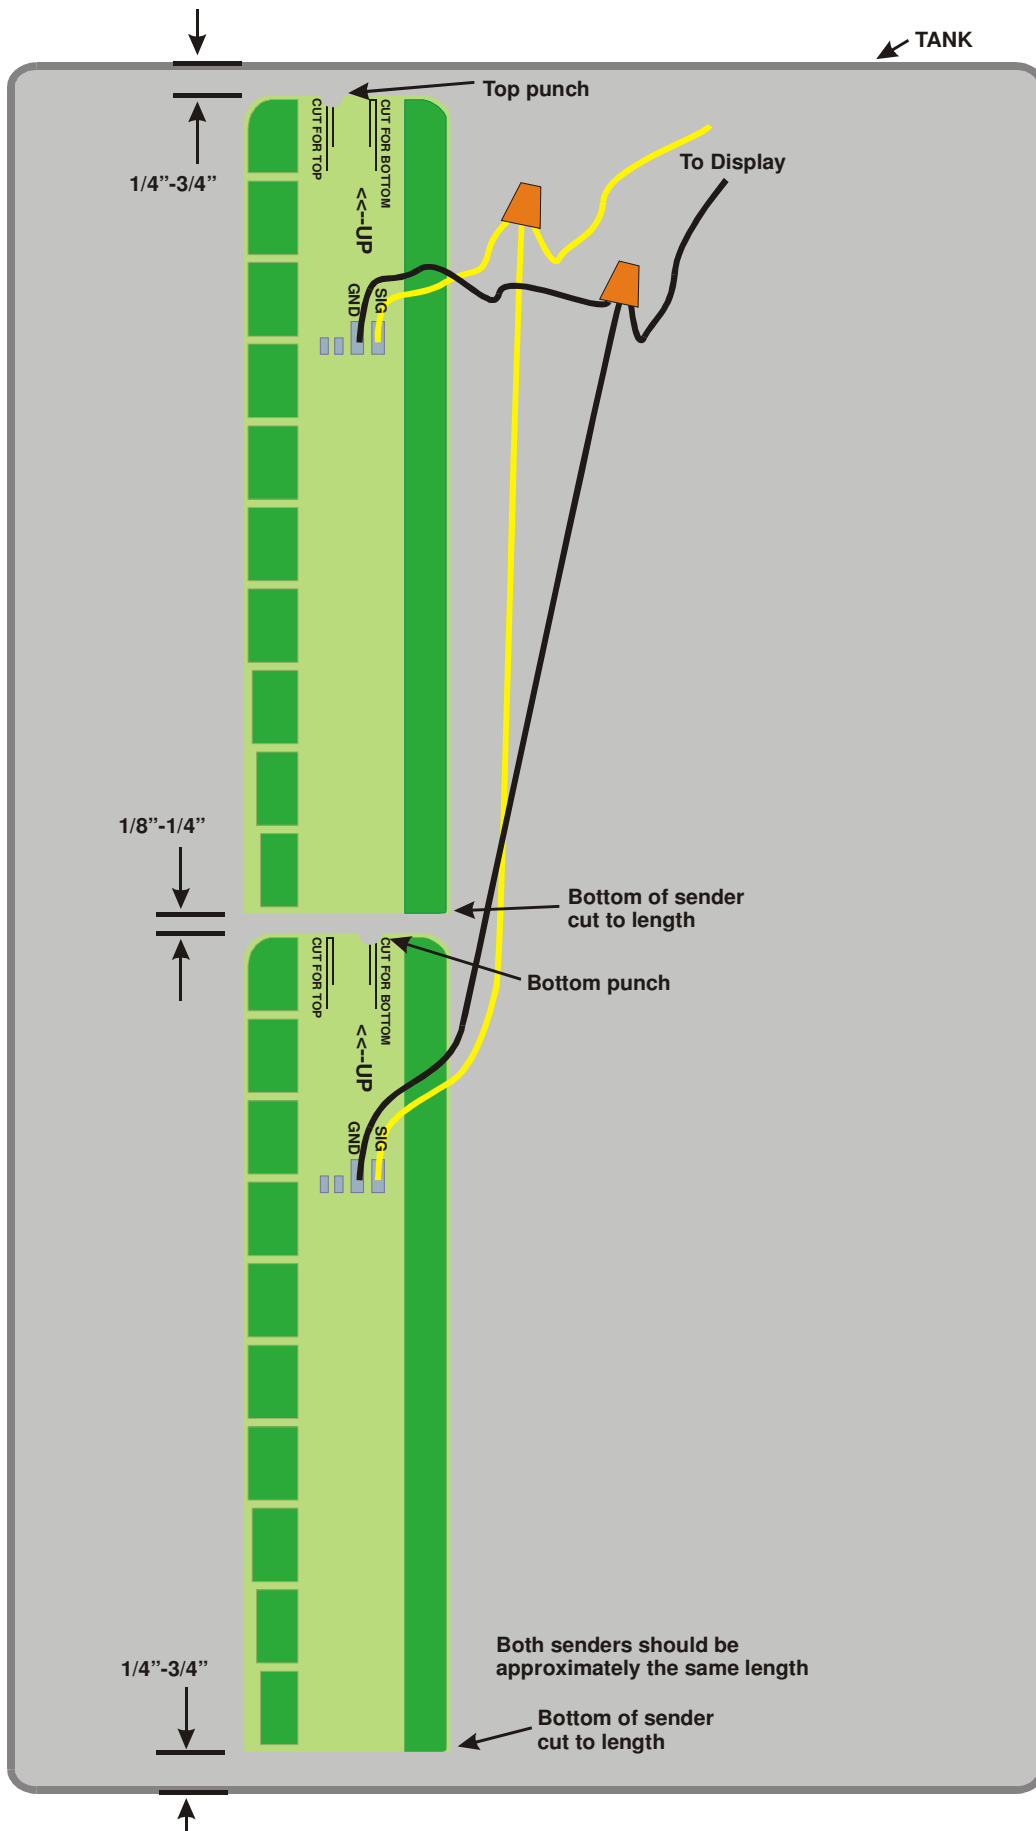 TANK
Top punch
CUT FOR TOP
CUT FOR BOTTOM
To Display
1/4”-3/4”
<<--UP
GND
SIG
1/8”-1/4”
Bottom of sender
cut to length
CUT FOR TOP
CUT FOR BOTTOM
Bottom punch
<<--UP
GND
SIG
Both senders should be
approximately the same length
1/4”-3/4”
Bottom of sender
cut to length